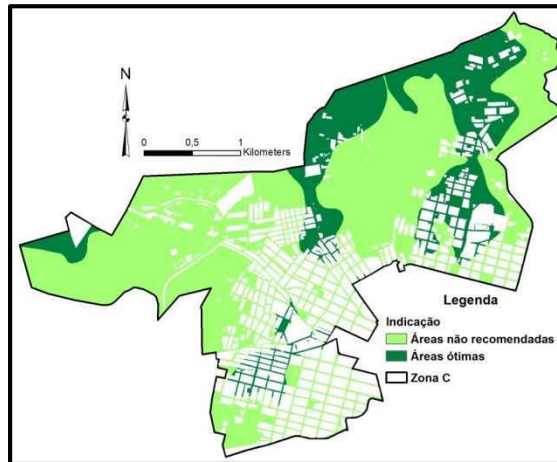 N
0 0,5 1
Kilometers
Legenda
Indicação
Áreas não recomendadas
Áreas ótimas
Zona C